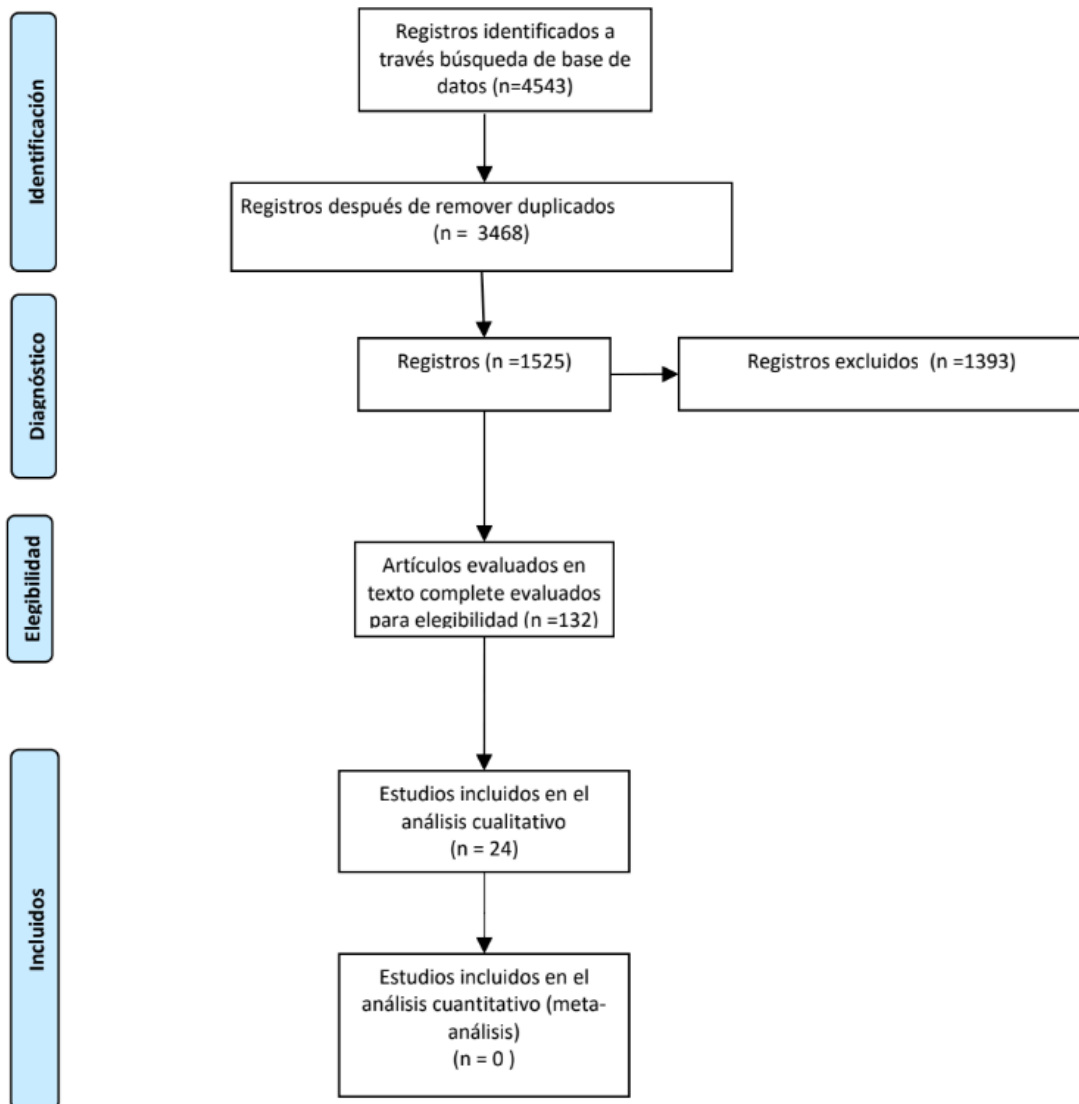 Identificación
Registros identificados a
través búsqueda de base de
datos (n=4543)
Registros después de remover duplicados
(n = 3468)
Diagnóstico
Registros (n =1525)
Registros excluidos (n =1393)
Elegibilidad
Artículos evaluados en
texto complete evaluados
para elegibilidad (n =132)
Incluidos
Estudios incluidos en el
análisis cualitativo
(n = 24)
Estudios incluidos en el
análisis cuantitativo (meta-
análisis)
(n = 0 )